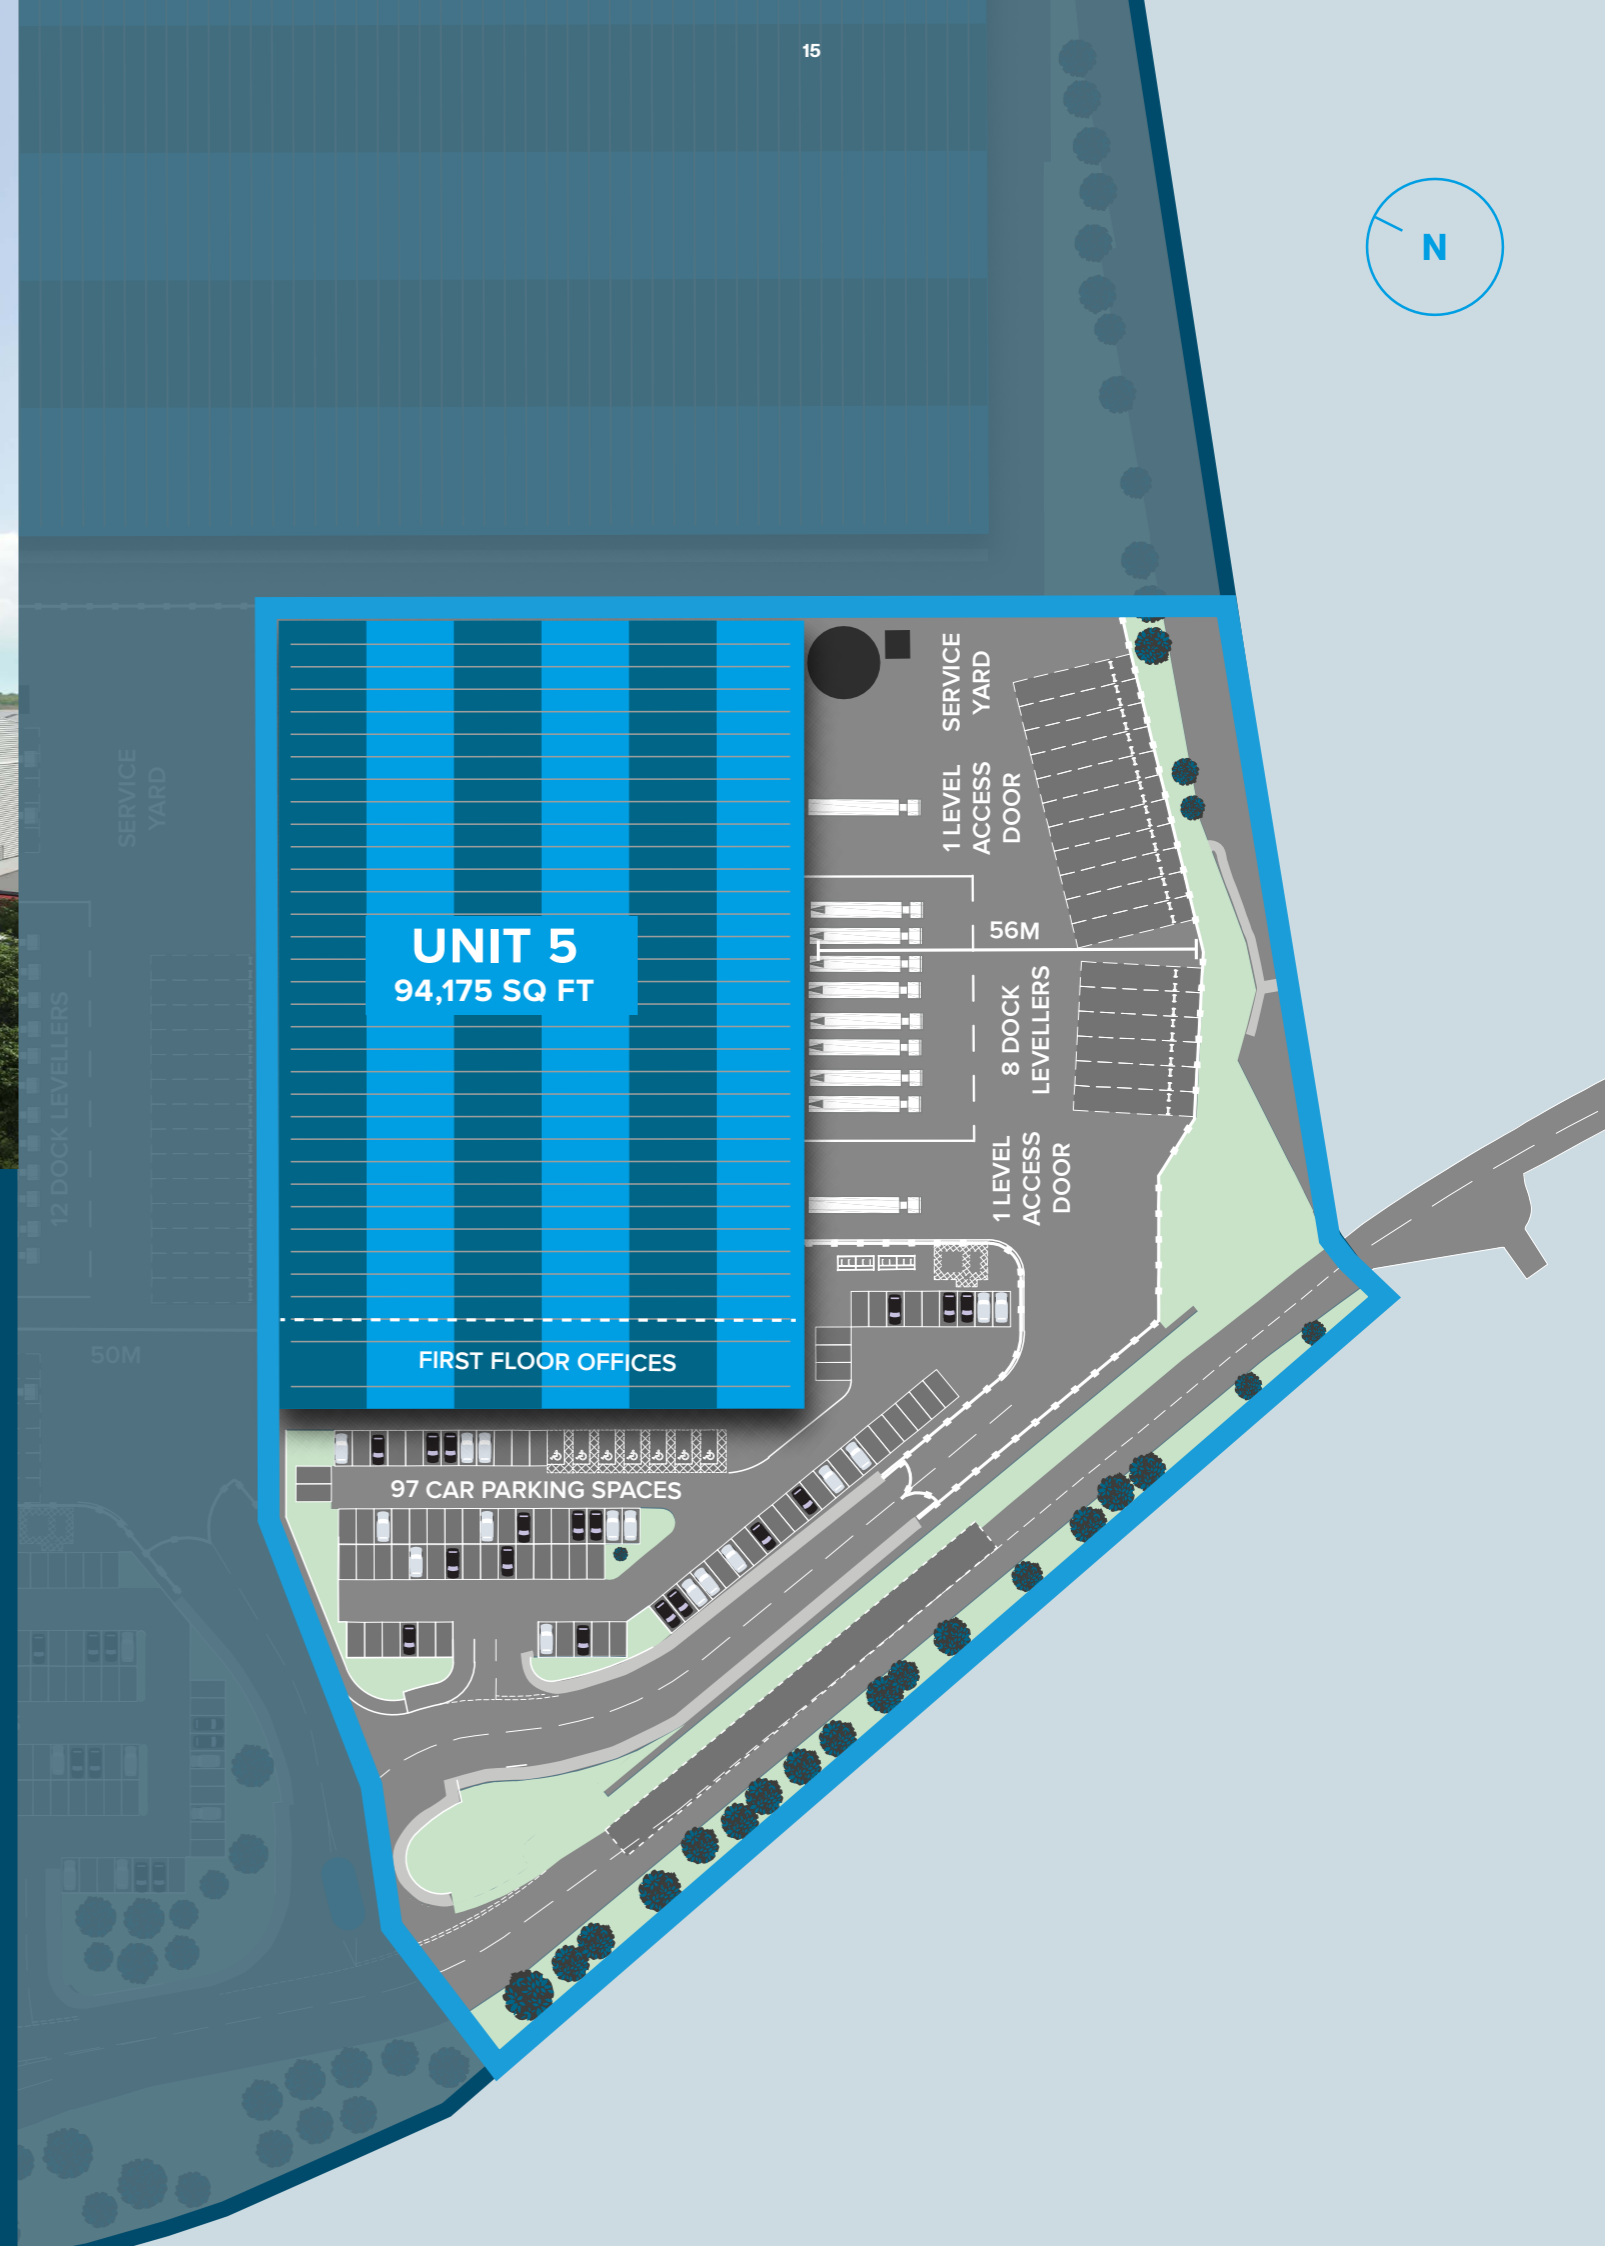 15
N
SERVICE
YARD
1 LEVEL
ACCESS
DOOR
SERVICE
YARD
UNIT 5
94,175 SQ FT
56M
8 DOCK
LEVELLERS
12 DOCK LEVELLERS
1 LEVEL
ACCESS
DOOR
50M
FIRST FLOOR OFFICES
97 CAR PARKING SPACES